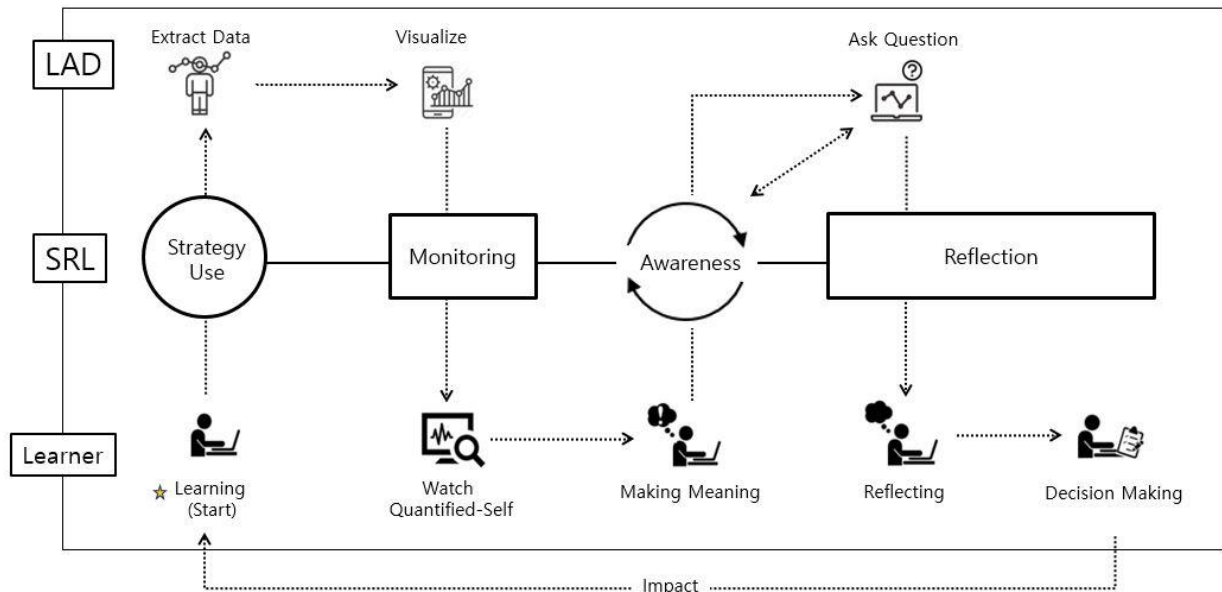 LAD
Extract Data
Visualize
Ask Question
?
SRL
Strategy
Use
Monitoring
Awareness
Reflection
Learner
Learning
(Start)
Watch
Quantified-Self
Making Meaning
Reflecting
Decision Making
Impact